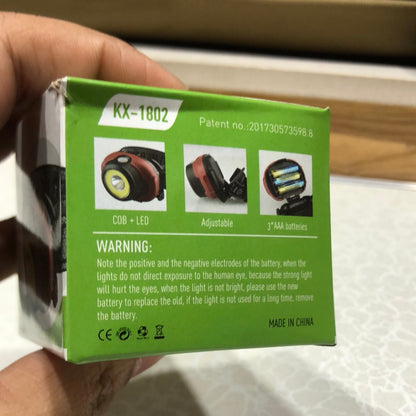 KX-1802
Patent no.:201730573598.8
COB + LED
Adjustable
3*AAA batteries
WARNING:
Note the positive and the negative electrodes of the battery, when the
lights do not direct exposure to the human eye, because the strong light
will hurt the eyes, when the light is not bright, please use the new
battery to replace the old, if the light is not used for a long time, remove
the battery.
CE
MADE IN CHINA